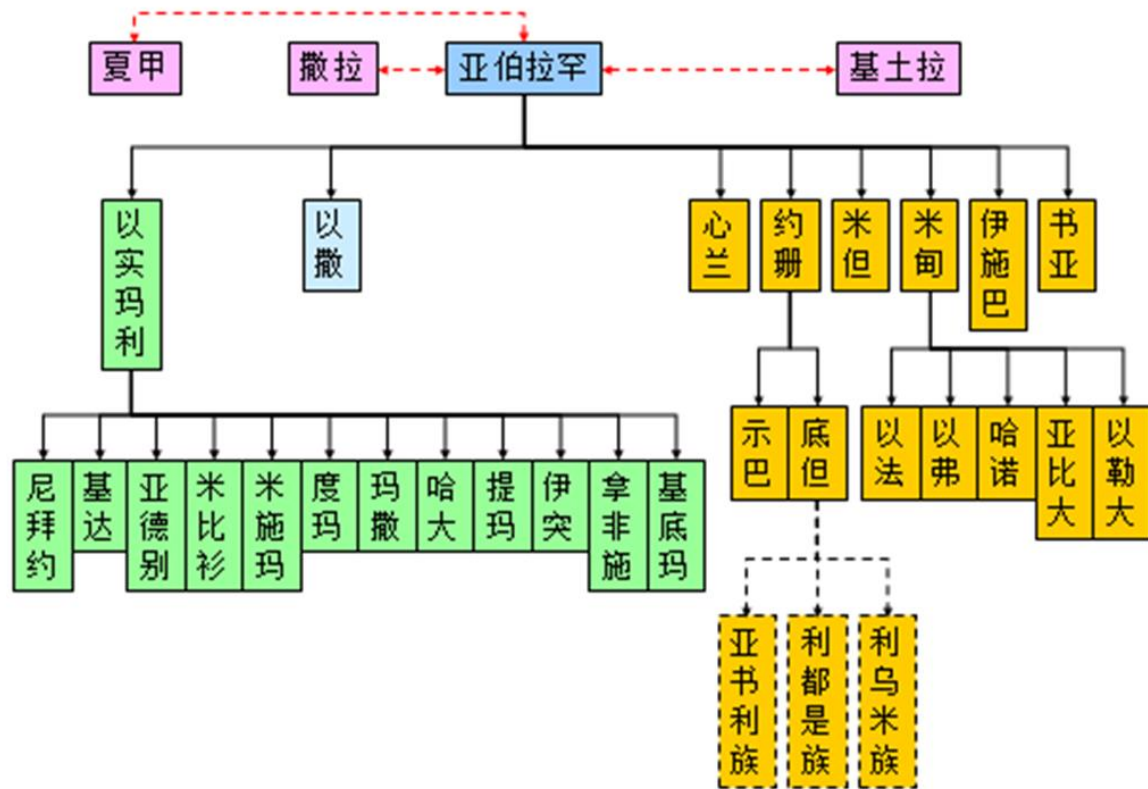 夏甲
撒拉
亚伯拉罕
基土拉
以实玛利
以撒
心兰
约珊
米但
米甸
伊施巴
书亚
示巴
底但
以法
以弗
哈诺
亚比大
以勒大
尼拜约
基达
亚德别
米比衫
米施玛
度玛
玛撒
哈大
提玛
伊突
拿非施
基底玛
亚书利族
利都是族
利乌米族